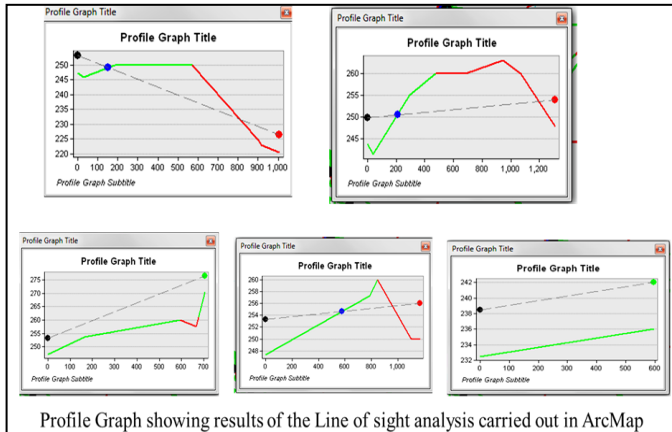 Profile Graph Title
Profile Graph Title
250
245
240
235
230
225
220
0 100 200 300 400 500 600 700 800 900 1,000
Profile Graph Subtitle
Profile Graph Title
Profile Graph Title
260
255
250
245
0 200 400 600 800 1,000 1,200
Profile Graph Subtitle
Profile Graph Title
Profile Graph Title
275
270
265
260
255
250
0 100 200 300 400 500 600 700
Profile Graph Subtitle
Profile Graph Title
Profile Graph Title
260
258
256
254
252
250
248
0 200 400 600 800 1,000
Profile Graph Subtitle
Profile Graph Title
Profile Graph Title
242
240
238
236
234
232
0 100 200 300 400 500 600
Profile Graph Subtitle
Profile Graph showing results of the Line of sight analysis carried out in ArcMap